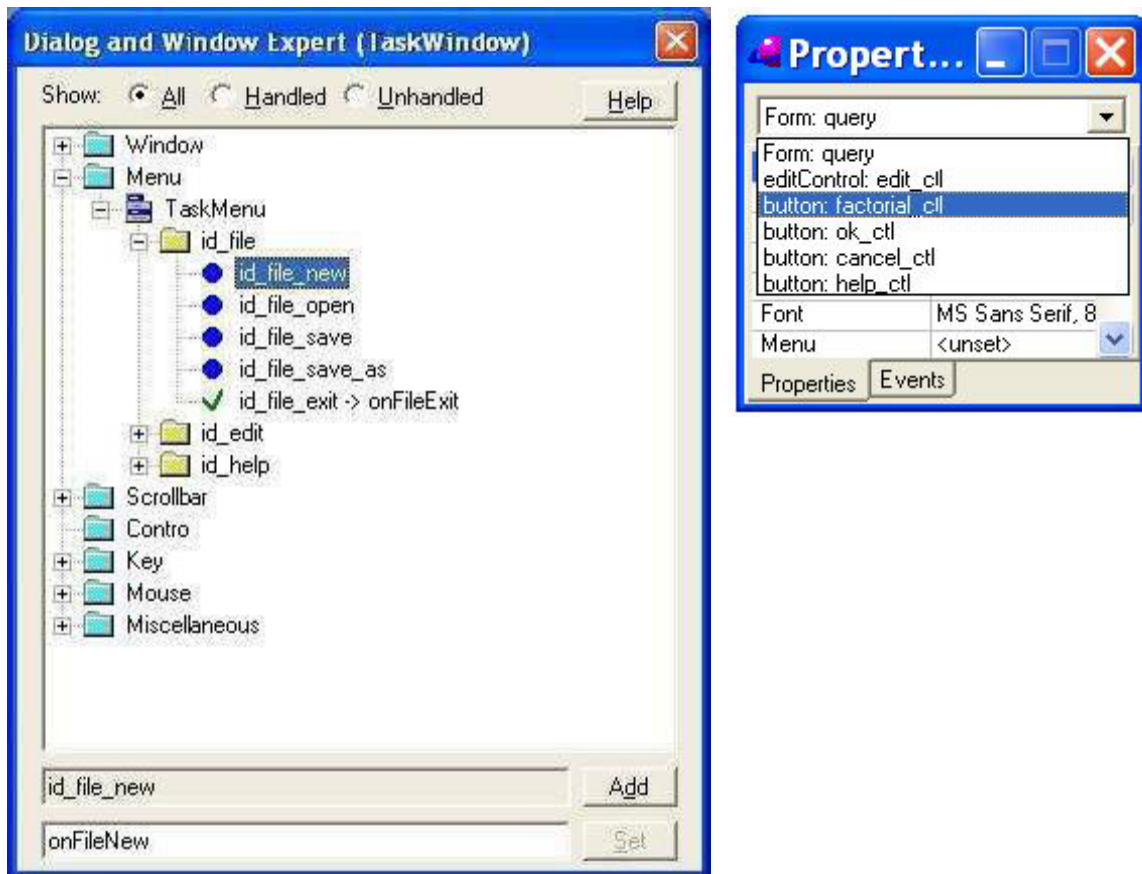 Dialog and Window Expert (TaskWindow)
Show: All Handled Unhandled Help
Window
Menu
TaskMenu
id_file
id_file_new
id_file_open
id_file_save
id_file_save_as
id_file_exit -> onFileExit
id_edit
id_help
Scrollbar
Contro
Key
Mouse
Miscellaneous
id_file_new Add
onFileNew Set
Propert...
Form: query
Form: query
editControl: edit_ctl
button: factorial_ctl
button: ok_ctl
button: cancel_ctl
button: help_ctl
Font MS Sans Serif, 8
Menu <unset>
Properties Events